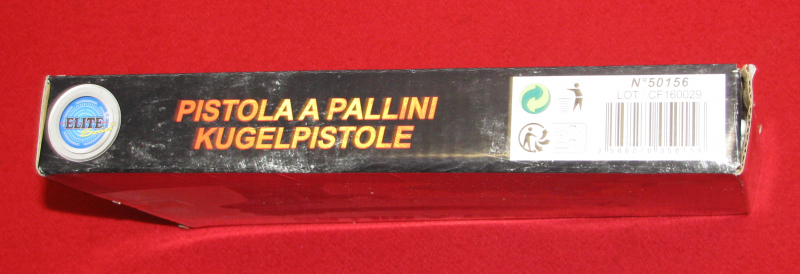 ELITE
PISTOLA A PALLINI
KUGELPISTOLE
N°50156
LOT: CF160029